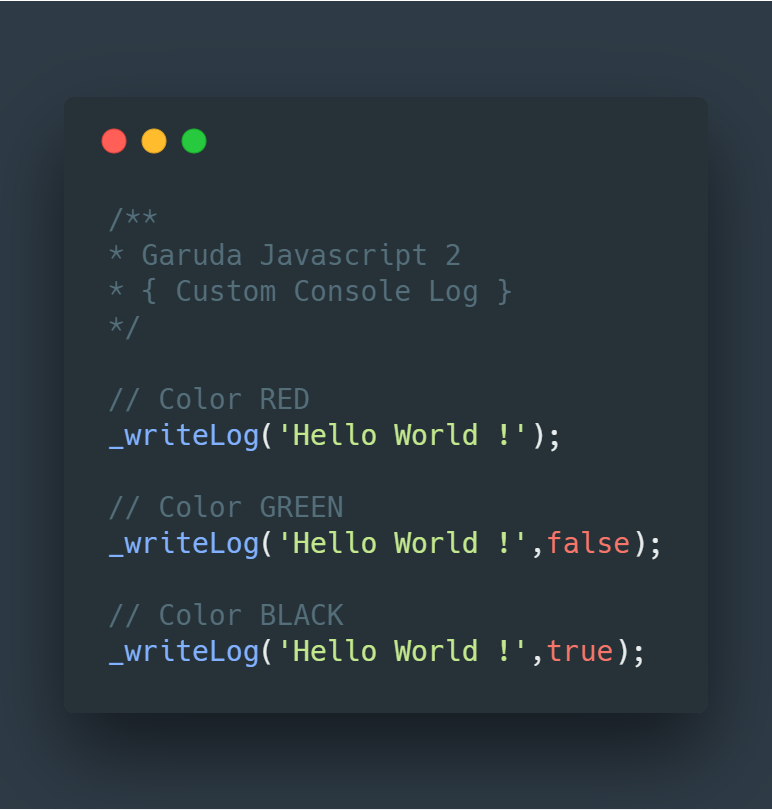 /**
* Garuda Javascript 2
* { Custom Console Log }
*/
// Color RED
_writeLog('Hello World !');
// Color GREEN
_writeLog('Hello World !',false);
// Color BLACK
_writeLog('Hello World !',true);